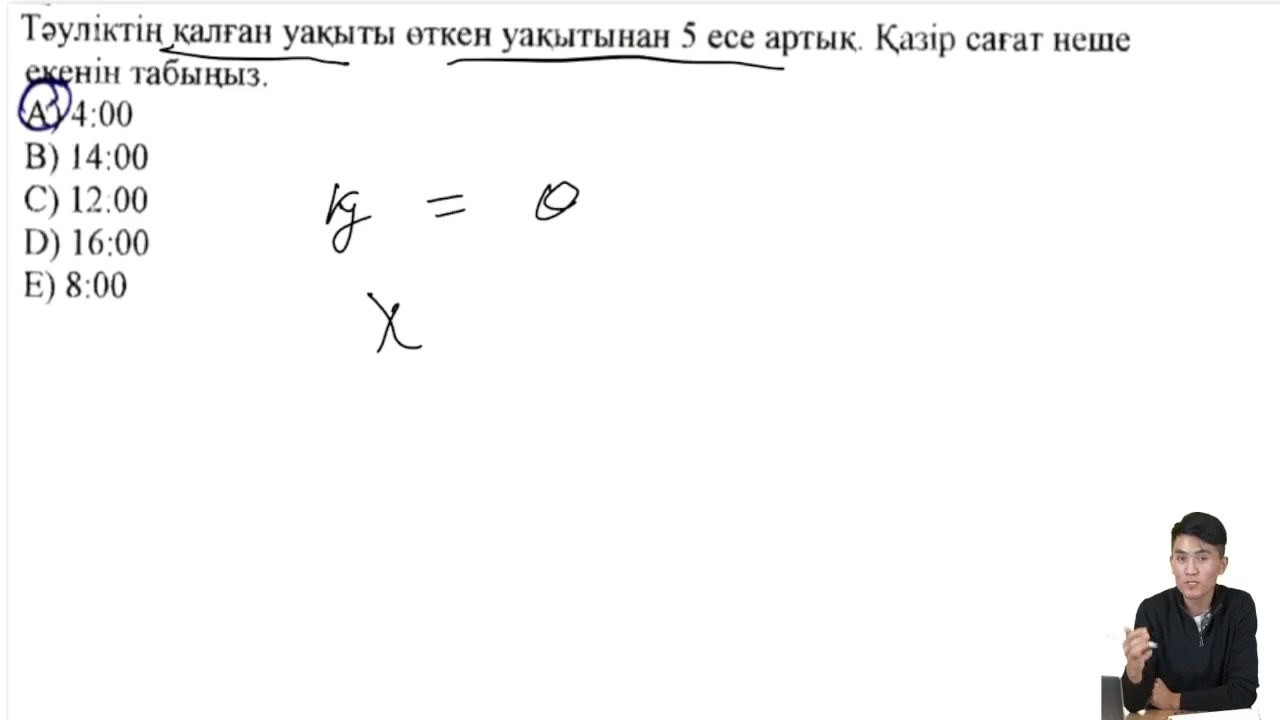 Тәуліктің қалған уақыты өткен уақытынан 5 есе артық. Қазір сағат неше
екенін табыңыз.
A) 4:00
B) 14:00
C) 12:00
D) 16:00
E) 8:00
= 0
x